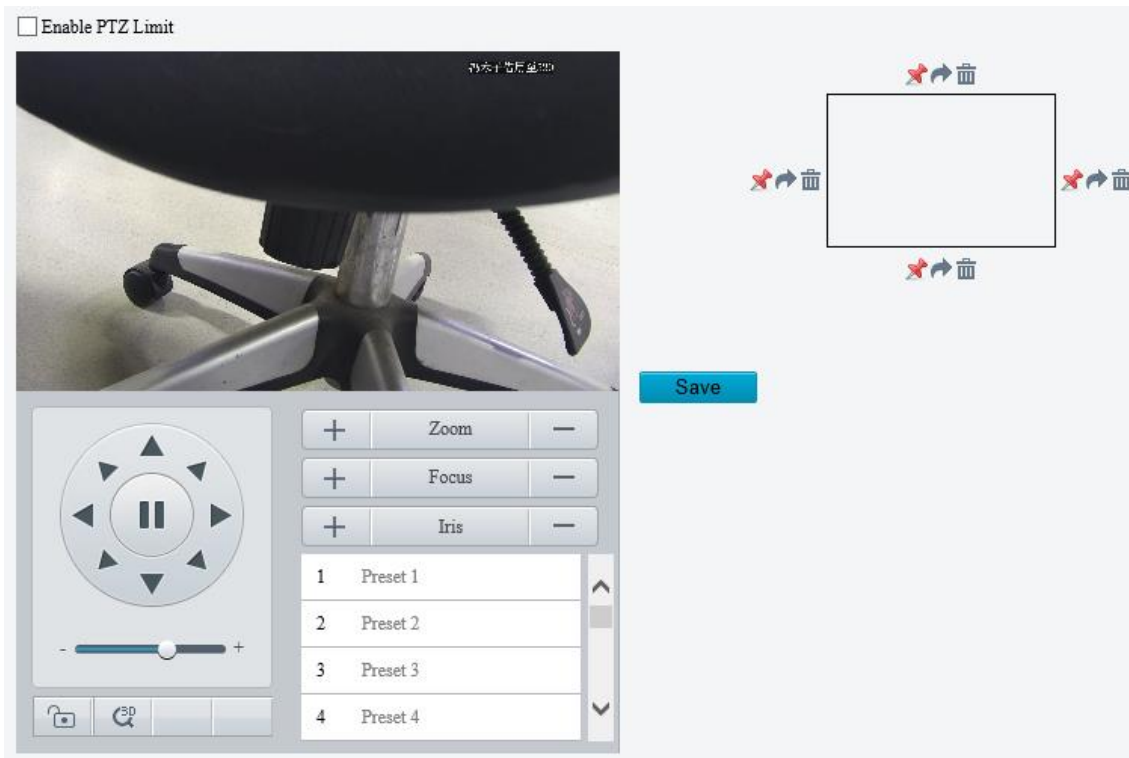 Enable PTZ Limit
Save
Zoom
Focus
Iris
1 Preset 1
2 Preset 2
3 Preset 3
4 Preset 4
- +
3D